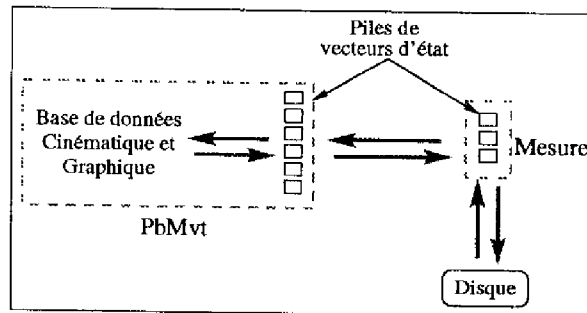 Piles de
vecteurs d'état
Base de données
Cinématique et
Graphique
Mesure
PbMvt
Disque